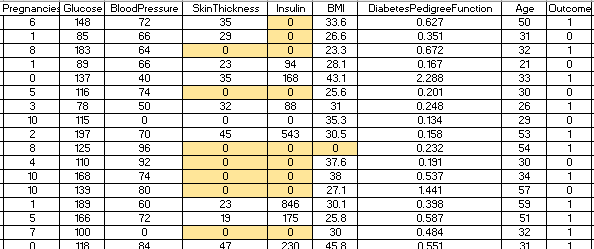 Pregnancies Glucose BloodPressure SkinThickness Insulin BMI DiabetesPedigreeFunction Age Outcome
6 148 72 35 0 33.6 0.627 50 1
1 85 66 29 0 26.6 0.351 31 0
8 183 64 0 0 23.3 0.672 32 1
1 89 66 23 94 28.1 0.167 21 0
0 137 40 35 168 43.1 2.288 33 1
5 116 74 0 0 25.6 0.201 30 0
3 78 50 32 88 31 0.248 26 1
10 115 0 0 0 35.3 0.134 29 0
2 197 70 45 543 30.5 0.158 53 1
8 125 96 0 0 0 0.232 54 1
4 110 92 0 0 37.6 0.191 30 0
10 168 74 0 0 38 0.537 34 1
10 139 80 0 0 27.1 1.441 57 0
1 189 60 23 846 30.1 0.398 59 1
5 166 72 19 175 25.8 0.587 51 1
7 100 0 0 0 30 0.484 32 1
0 118 84 47 230 45.8 0.551 31